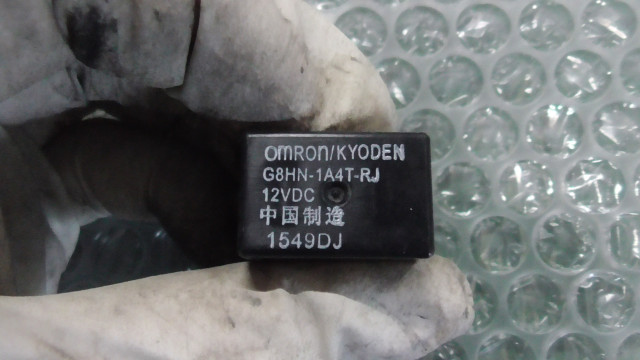 OMRON/KYODEN
G8HN-1A4T-RJ
12VDC
中国制造
1549DJ